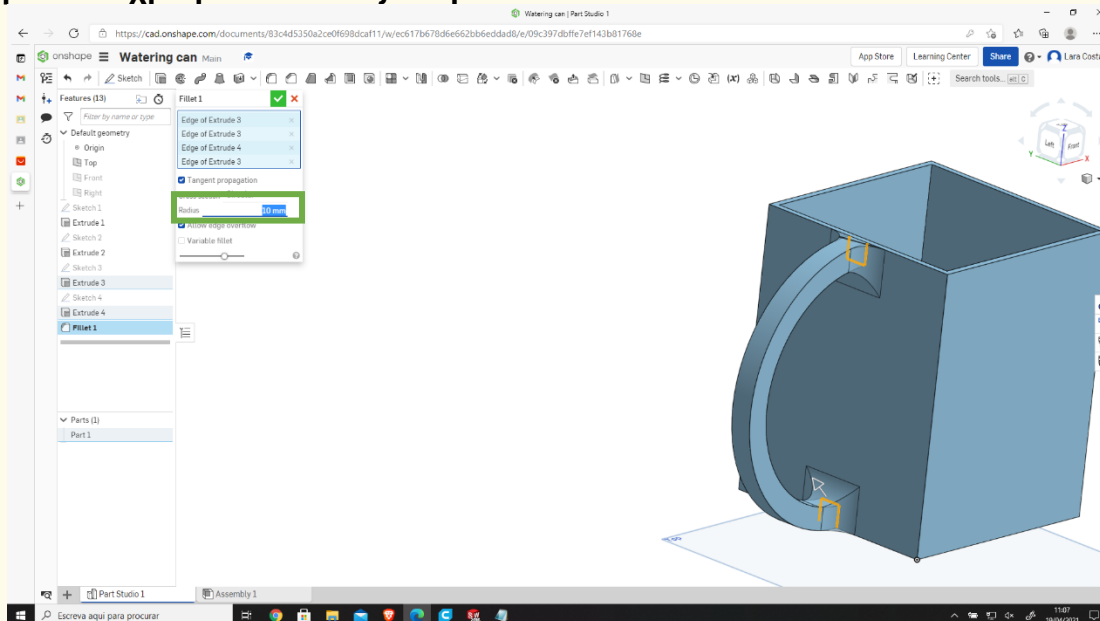 Watering can | Part Studio 1
https://cad.onshape.com/documents/83c4d5350a2ce0f698dcaf11/w/ec617b678d6e662bb6eddad8/e/09c397dbffe7ef143b81768e
onshape Watering can Main App Store Learning Center Share Lara Costa
Sketch Search tools... alt C
Features (13)
Filter by name or type
Default geometry
Origin
Top
Front
Right
Sketch 1
Extrude 1
Sketch 2
Extrude 2
Sketch 3
Extrude 3
Sketch 4
Extrude 4
Fillet 1
Parts (1)
Part 1
Fillet 1
Edge of Extrude 3
Edge of Extrude 3
Edge of Extrude 4
Edge of Extrude 3
Tangent propagation
Radius 10 mm
Allow edge overflow
Variable fillet
Z
Left Front
Y X
Part Studio 1 Assembly 1
Escreva aqui para procurar
11:07
19/04/2021